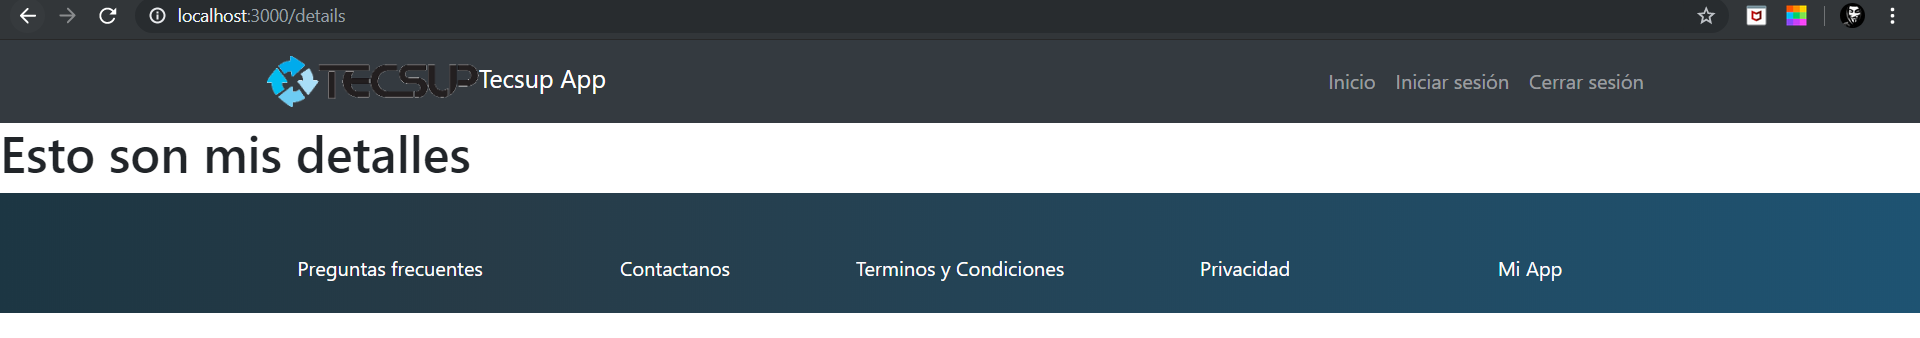 localhost:3000/details
TECSUP Tecsup App
Inicio Iniciar sesión Cerrar sesión
Esto son mis detalles
Preguntas frecuentes Contactanos Terminos y Condiciones Privacidad Mi App